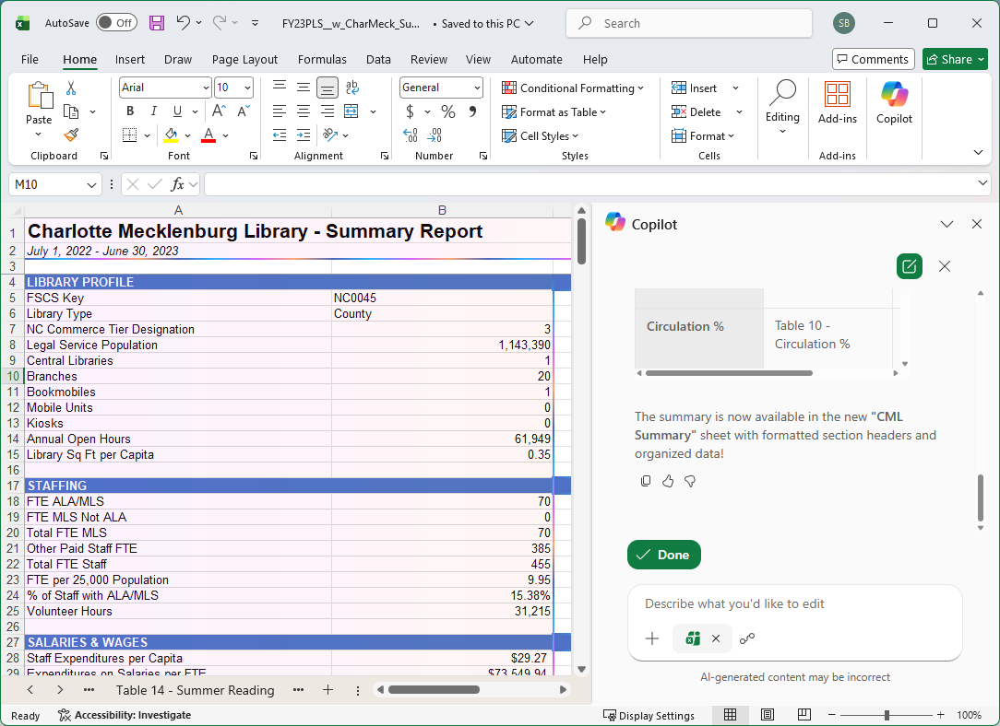 AutoSave Off FY23PLS__w_CharMeck_Su... • Saved to this PC Search SB
File Home Insert Draw Page Layout Formulas Data Review View Automate Help Comments Share
Paste
Clipboard
Arial 10
B I U A A
A
Font
ab
Alignment
General
$ % 9
Number
Conditional Formatting
Format as Table
Cell Styles
Styles
Insert
Delete
Format
Cells
Editing
Add-ins
Add-ins
Copilot
M10 fx
A B
1 Charlotte Mecklenburg Library - Summary Report
2 July 1, 2022 - June 30, 2023
3
4 LIBRARY PROFILE
5 FSCS Key NC0045
6 Library Type County
7 NC Commerce Tier Designation 3
8 Legal Service Population 1,143,390
9 Central Libraries 1
10 Branches 20
11 Bookmobiles 1
12 Mobile Units 0
13 Kiosks 0
14 Annual Open Hours 61,949
15 Library Sq Ft per Capita 0.35
16
17 STAFFING
18 FTE ALA/MLS 70
19 FTE MLS Not ALA 0
20 Total FTE MLS 70
21 Other Paid Staff FTE 385
22 Total FTE Staff 455
23 FTE per 25,000 Population 9.95
24 % of Staff with ALA/MLS 15.38%
25 Volunteer Hours 31,215
26
27 SALARIES & WAGES
28 Staff Expenditures per Capita $29.27
29 Expenditures on Salaries per FTE $73,549.94
Table 14 - Summer Reading
Copilot
Circulation %
Table 10 -
Circulation %
The summary is now available in the new "CML
Summary" sheet with formatted section headers and
organized data!
Done
Describe what you'd like to edit
AI-generated content may be incorrect
Ready Accessibility: Investigate Display Settings 100%